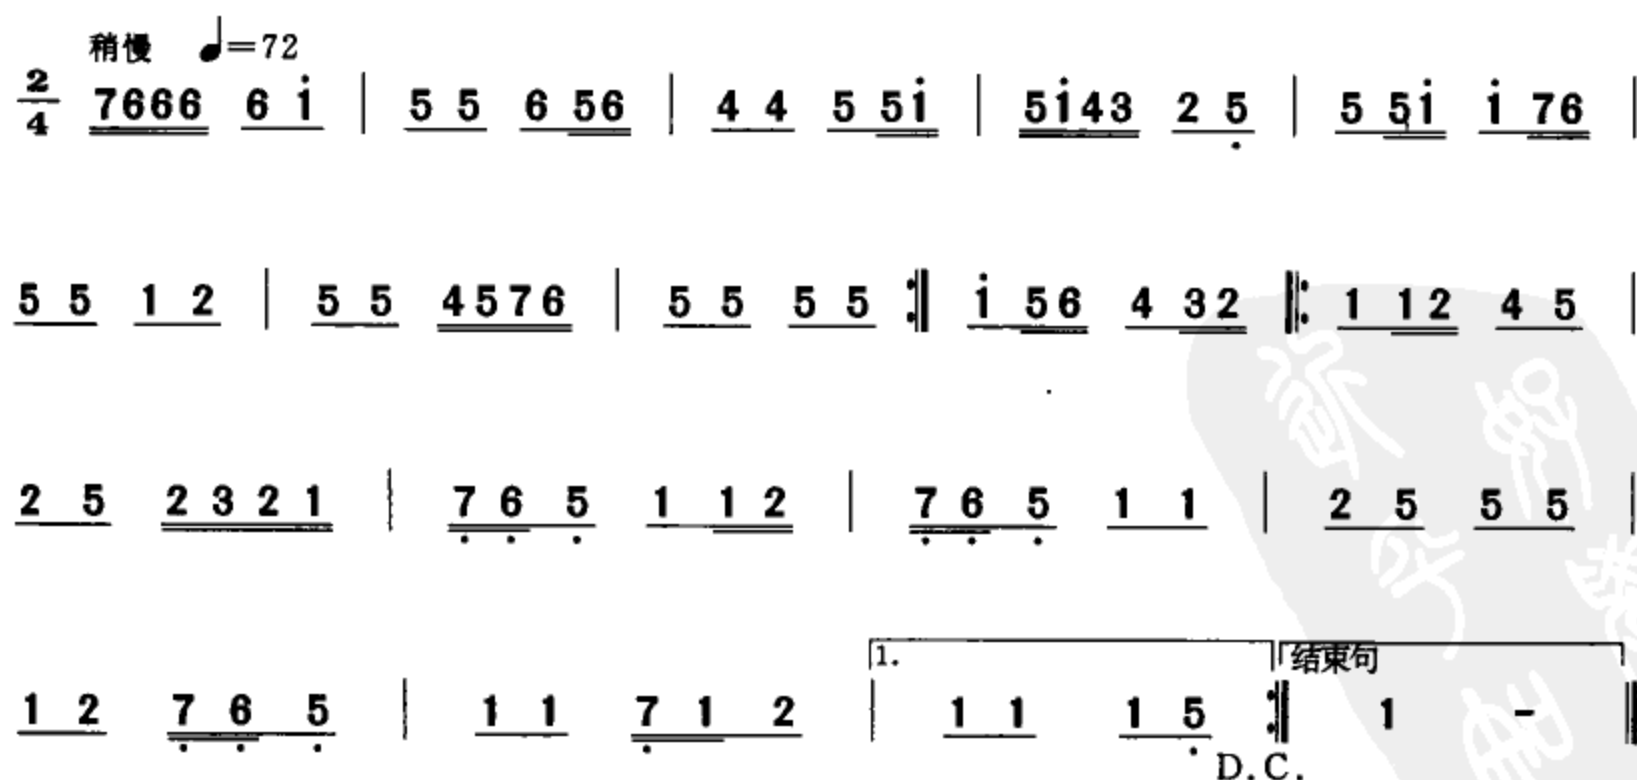 稍慢 ♩=72
2/4 7666 6 i̇ | 5 5 6 56 | 4 4 5 5i̇ | 5i̇43 2 5̣ | 5 5i̇ i̇ 76 |
5 5 1 2 | 5 5 4576 | 5 5 5 5 :‖ i̇ 56 4 32 ‖: 1 12 4 5 |
2 5 2321 | 7̣6̣ 5̣ 1 12 | 7̣6̣ 5̣ 1 1 | 2 5 5 5 |
1. 结束句
1 2 7̣6̣ 5̣ | 1 1 7̣1 2 | 1 1 1 5̣ :‖ 1 - ‖
D.C.